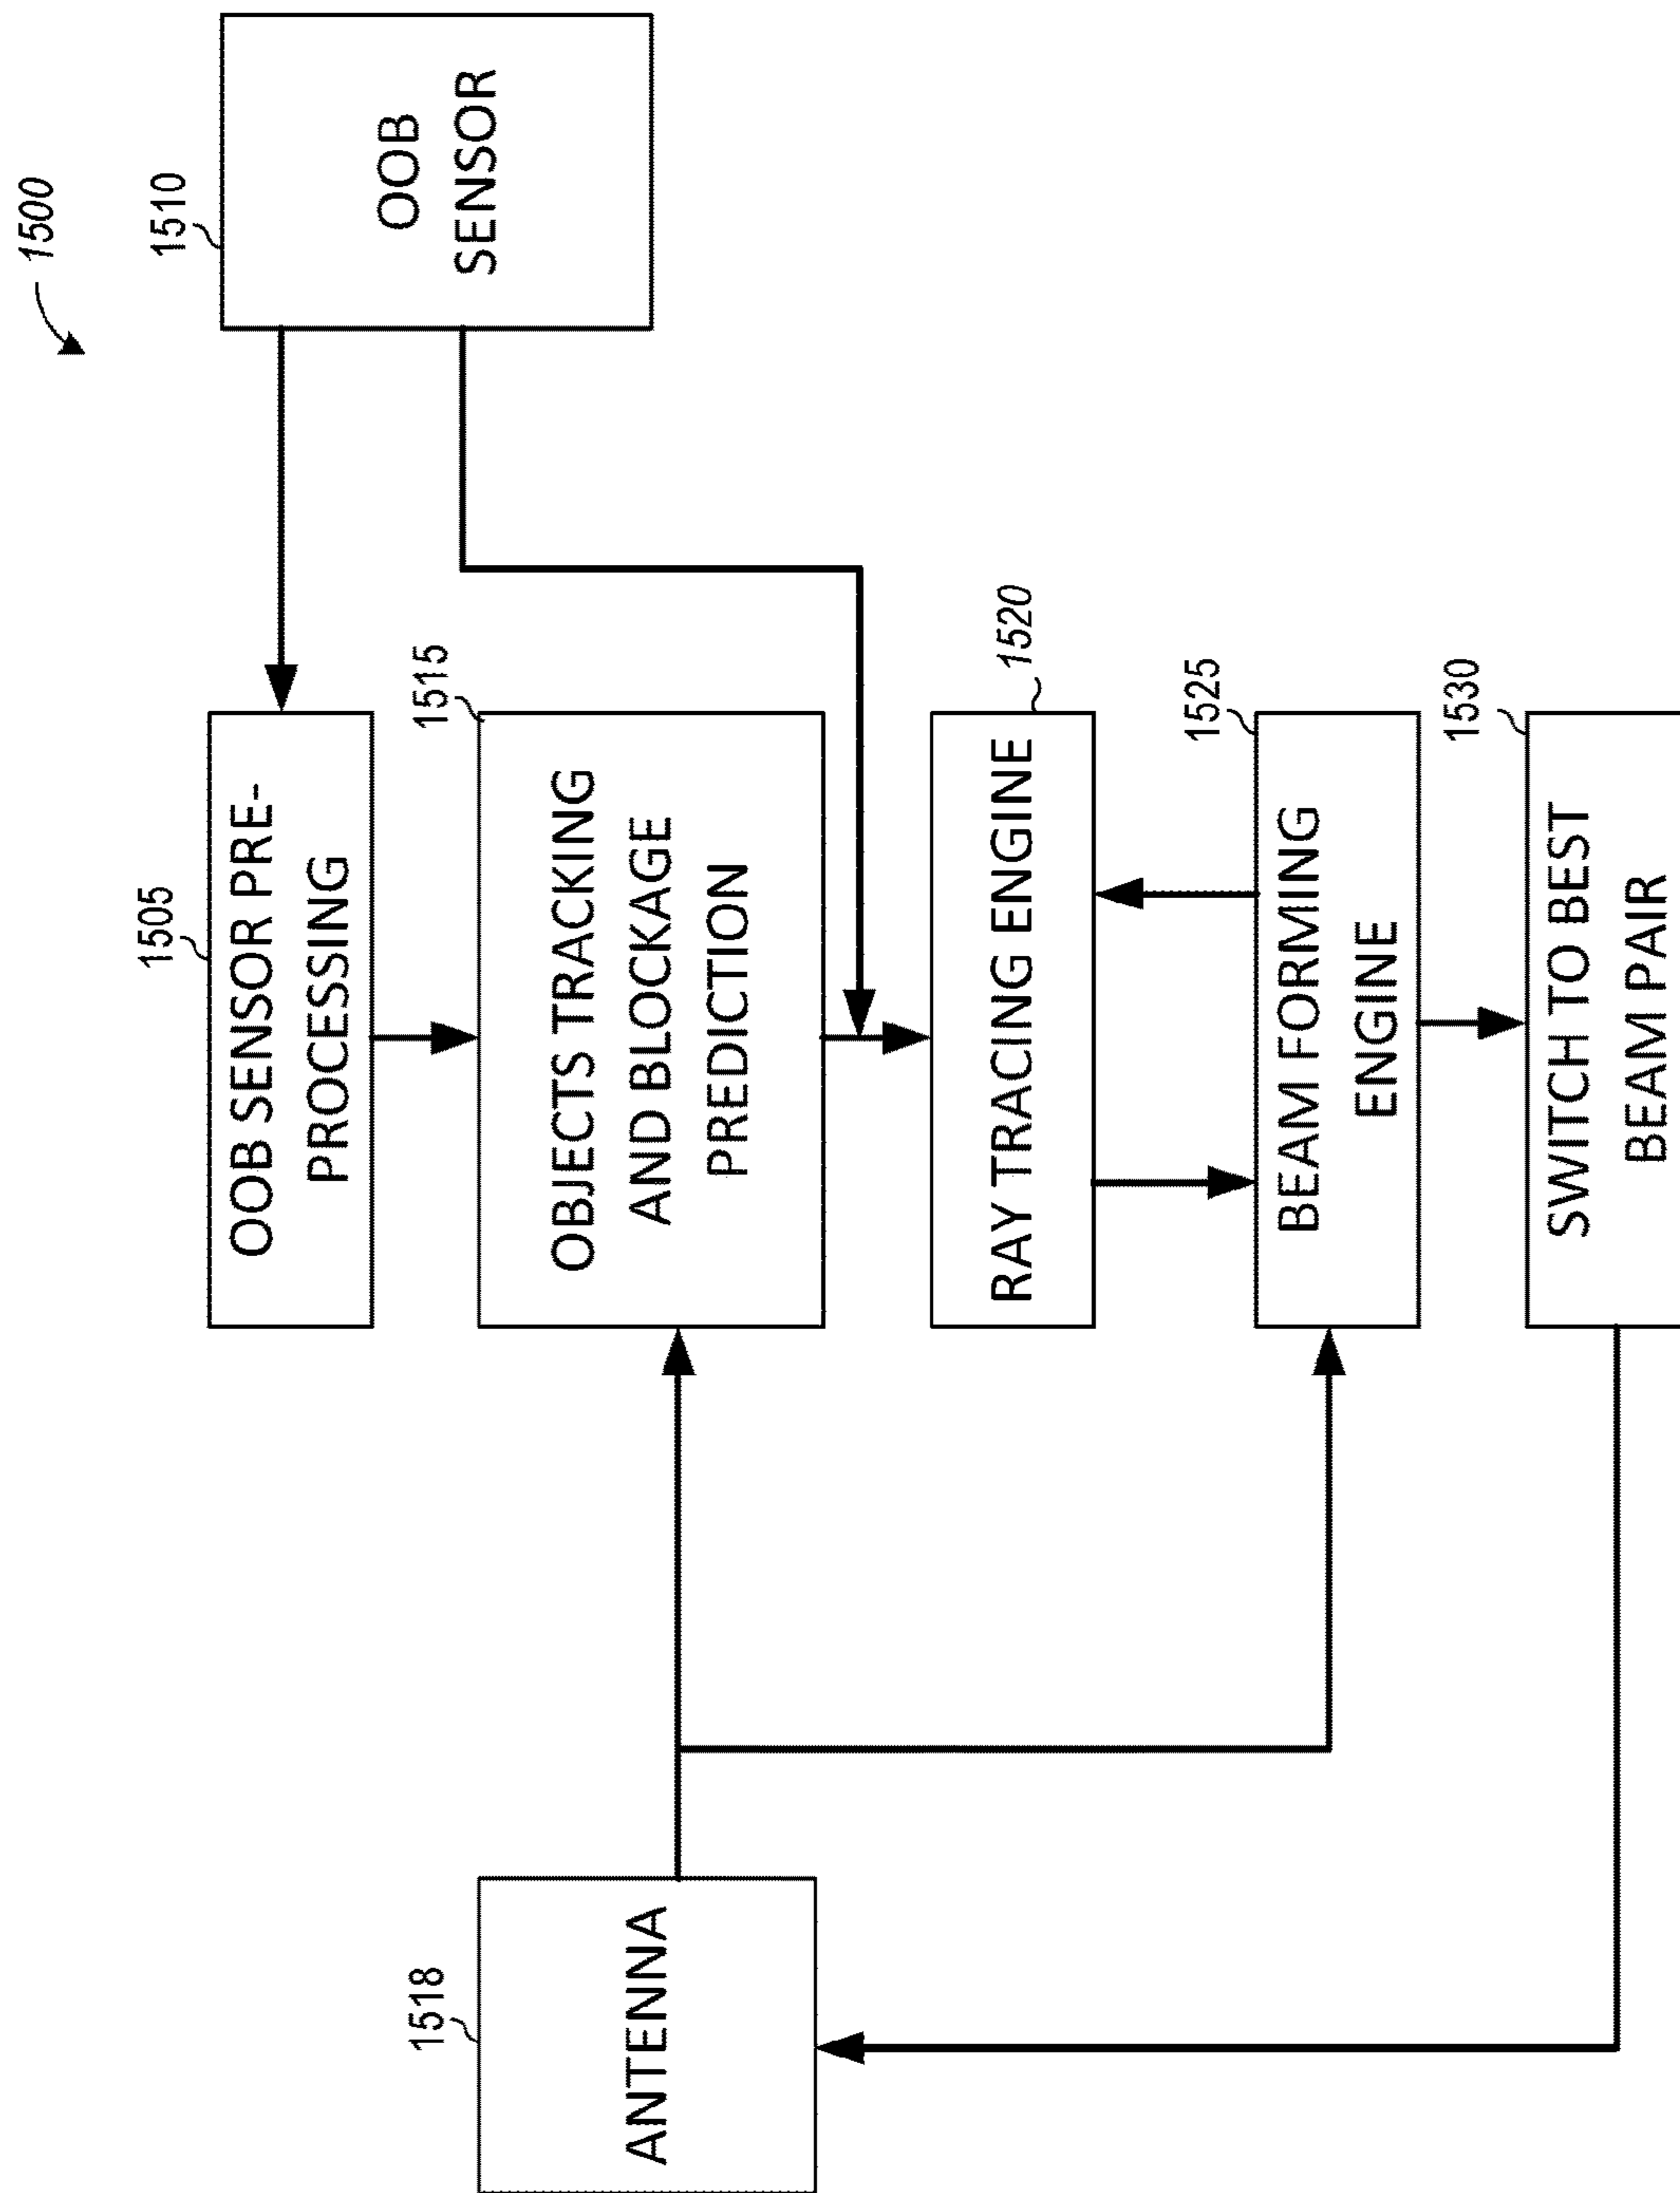 1500
1510
OOB
SENSOR
1505
OOB SENSOR PRE-
PROCESSING
1515
OBJECTS TRACKING
AND BLOCKAGE
PREDICTION
1518
ANTENNA
1520
RAY TRACING ENGINE
1525
BEAM FORMING
ENGINE
1530
SWITCH TO BEST
BEAM PAIR